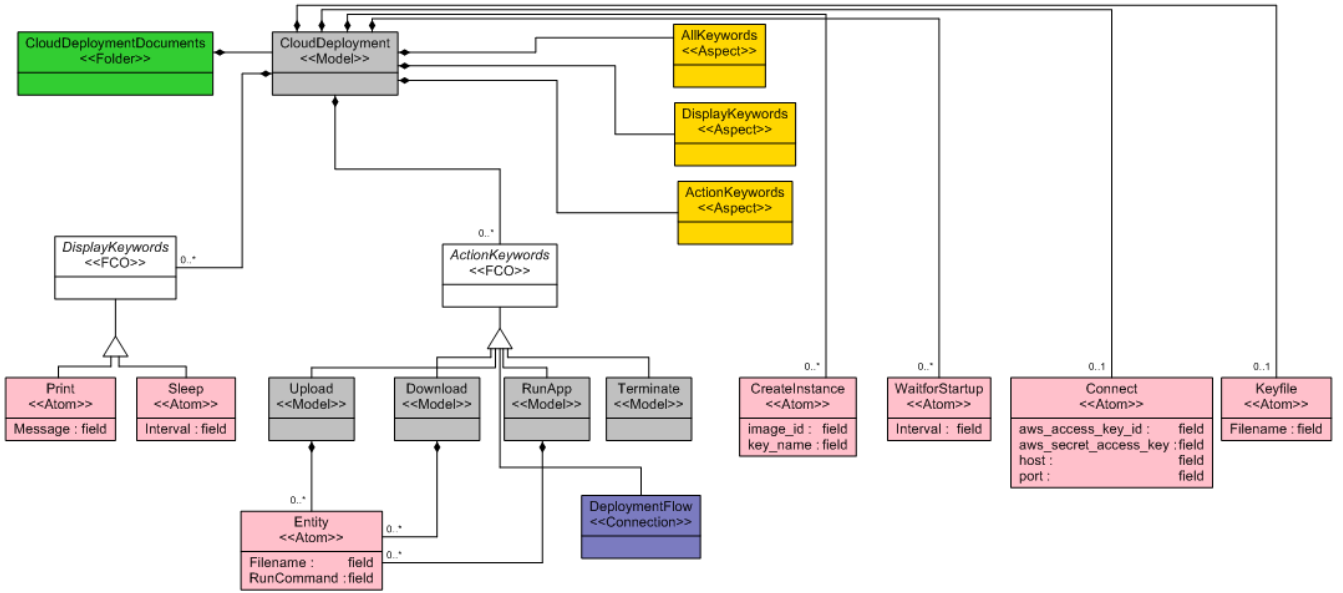 CloudDeploymentDocuments
<<Folder>>
CloudDeployment
<<Model>>
AllKeywords
<<Aspect>>
DisplayKeywords
<<Aspect>>
ActionKeywords
<<Aspect>>
DisplayKeywords
<<FCO>>
0..*
0..*
ActionKeywords
<<FCO>>
0..*
0..*
0..1
0..1
Print
<<Atom>>
Message : field
Sleep
<<Atom>>
Interval : field
Upload
<<Model>>
Download
<<Model>>
RunApp
<<Model>>
Terminate
<<Model>>
CreateInstance
<<Atom>>
image_id : field
key_name : field
WaitforStartup
<<Atom>>
Interval : field
Connect
<<Atom>>
aws_access_key_id : field
aws_secret_access_key : field
host : field
port : field
Keyfile
<<Atom>>
Filename : field
0..*
0..*
0..*
Entity
<<Atom>>
Filename : field
RunCommand : field
DeploymentFlow
<<Connection>>